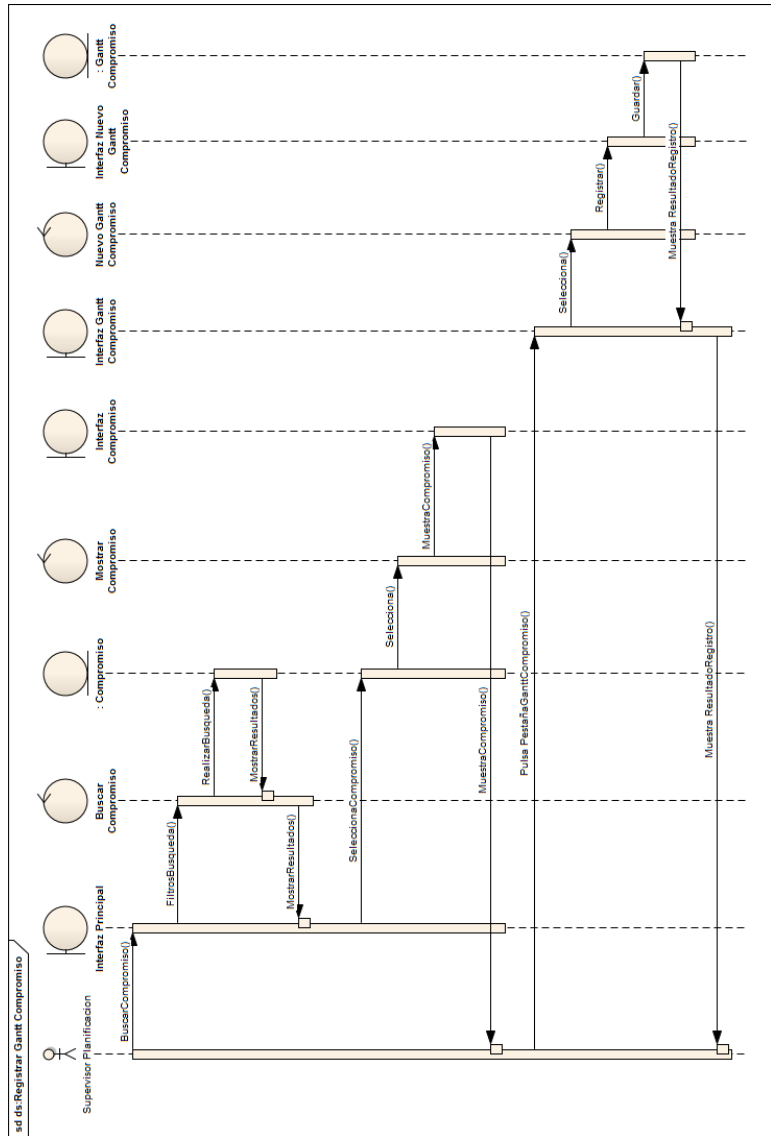 sd ds:Registrar Gantt Compromiso
Supervisor Planificacion
Interfaz Principal
Buscar
Compromiso
: Compromiso
Mostrar
Compromiso
Interfaz
Compromiso
Interfaz Gantt
Compromiso
Nuevo Gantt
Compromiso
Interfaz Nuevo
Gantt
Compromiso
: Gantt
Compromiso
BuscarCompromiso()
FiltrosBusqueda()
RealizarBusqueda()
MostrarResultados()
MostrarResultados()
SeleccionaCompromiso()
Selecciona()
MuestraCompromiso()
MuestraCompromiso()
Pulsa PestañaGanttCompromiso()
Selecciona()
Registrar()
Guardar()
Muestra ResultadoRegistro()
Muestra ResultadoRegistro()